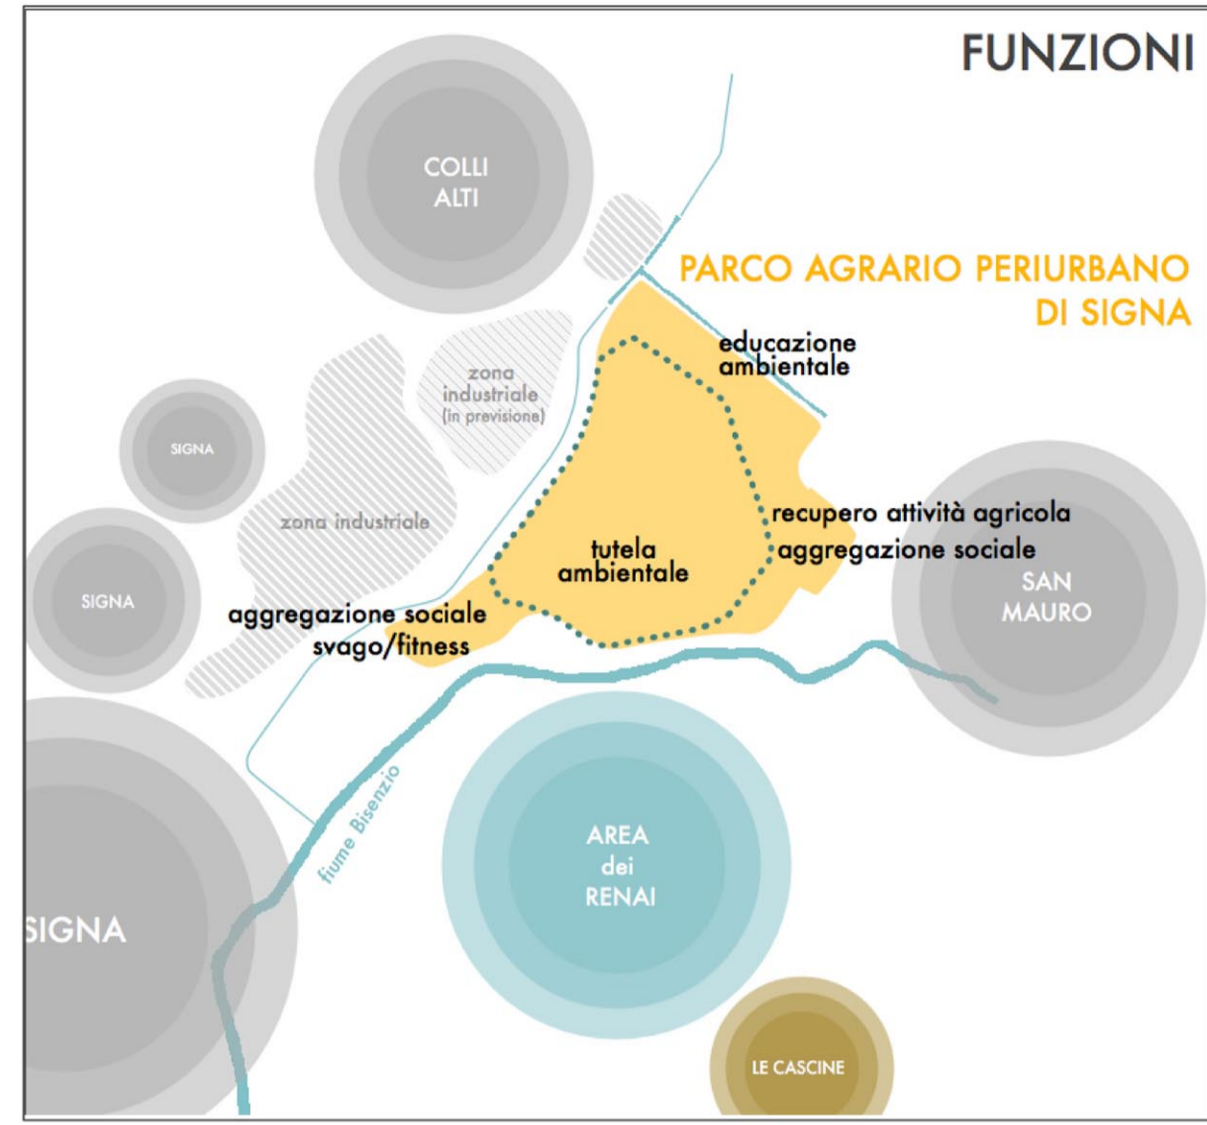 FUNZIONI
COLLI
ALTI
PARCO AGRARIO PERIURBANO
DI SIGNA
educazione
ambientale
zona
industriale
(in previsione)
SIGNA
zona industriale
recupero attività agricola
aggregazione sociale
tutela
ambientale
SAN
MAURO
SIGNA
aggregazione sociale
svago/fitness
fiume Bisenzio
AREA
dei
RENAI
SIGNA
LE CASCINE